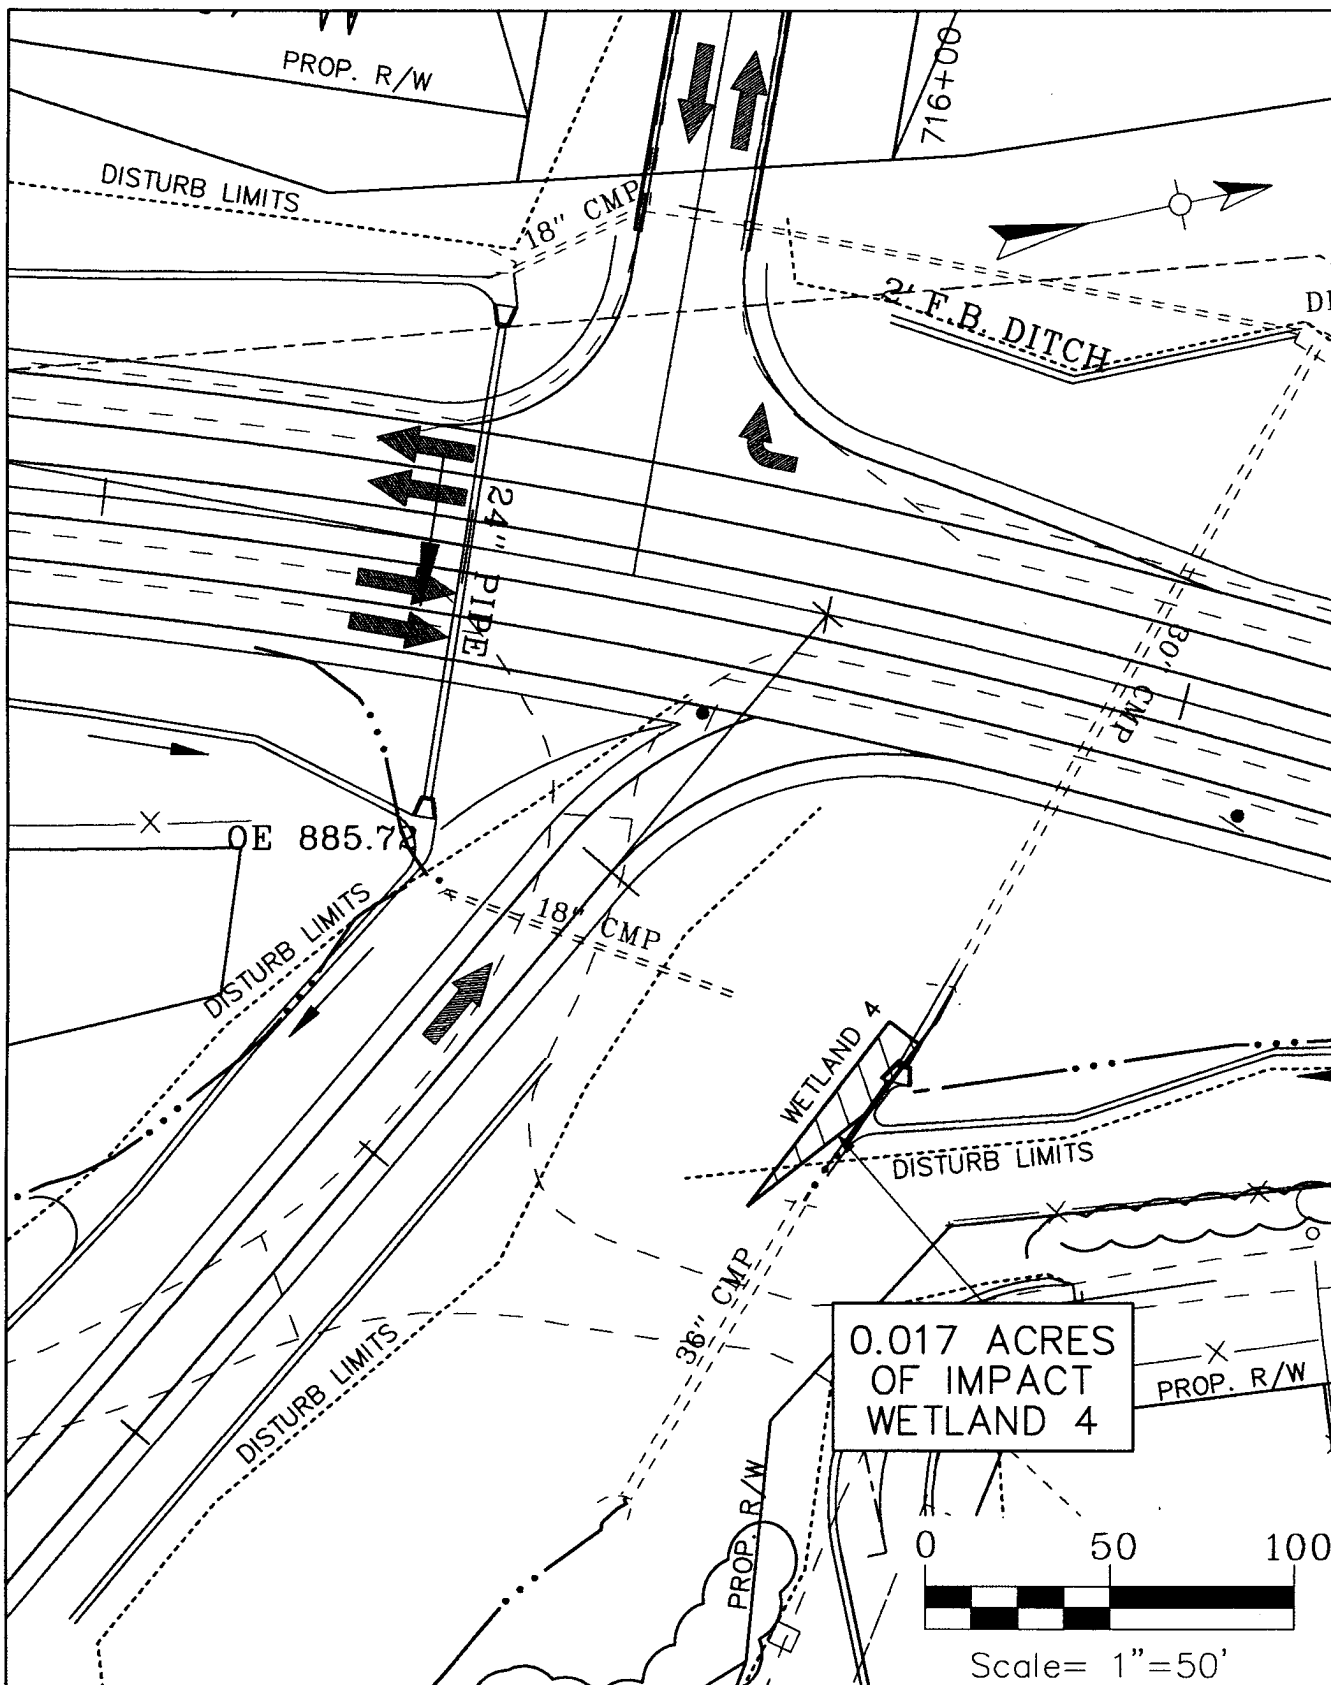 PROP. R/W
716+00
DISTURB LIMITS
18" CMP
2' F.B. DITCH
24" PIPE
30" CMP
OE 885.72
DISTURB LIMITS
18" CMP
WETLAND 4
DISTURB LIMITS
36" CMP
DISTURB LIMITS
0.017 ACRES
OF IMPACT
WETLAND 4
PROP. R/W
PROP. R/W
0 50 100
Scale= 1"=50'